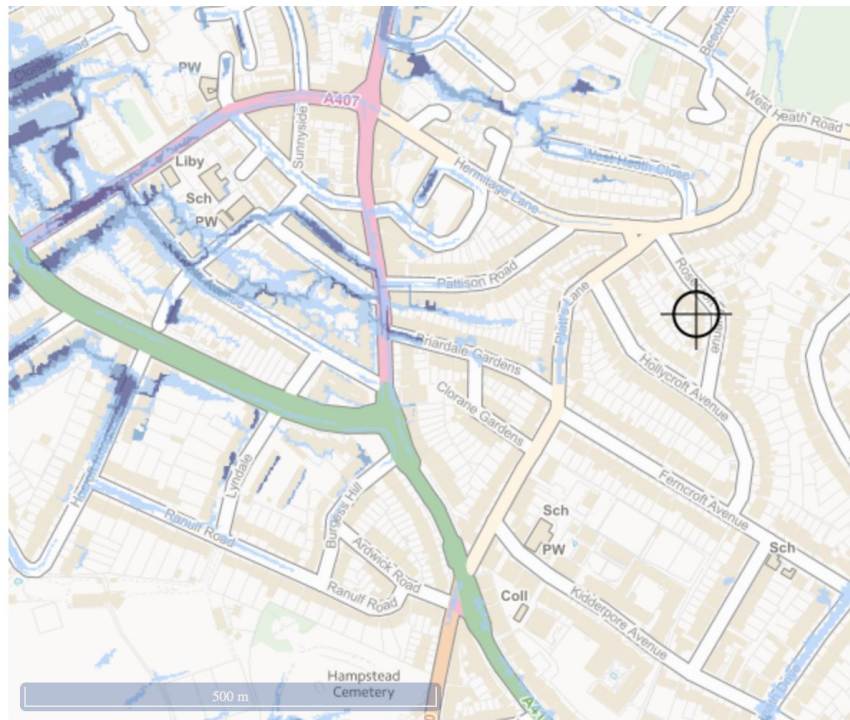 PW
A407
Sunnyside
West Heath Road
Liby
Sch
PW
Hermitage Lane
West Heath Close
Pattison Road
Platt's Lane
Briardale Gardens
Hollycroft Avenue
Clorane Gardens
Lyndale
Ferncroft Avenue
Burgess Hill
Ranulf Road
Sch
PW
Sch
Ardwick Road
Ranulf Road
Coll
Kidderpore Avenue
Hampstead
Cemetery
500 m